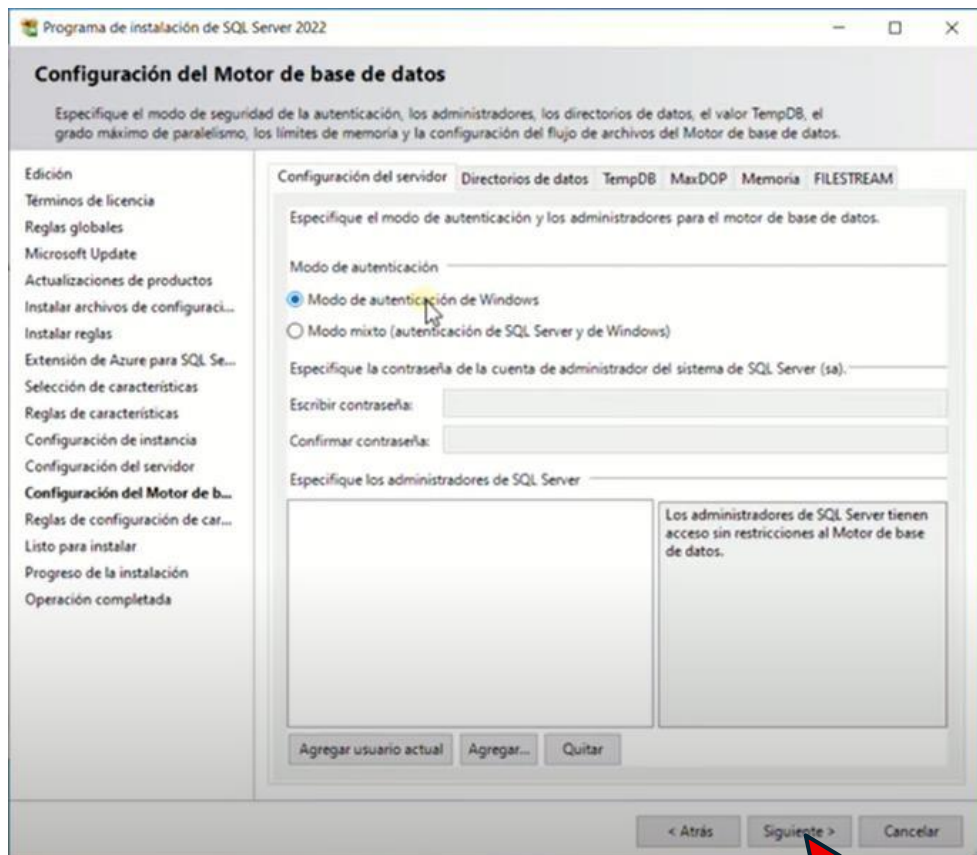 Programa de instalación de SQL Server 2022
Configuración del Motor de base de datos
Especifique el modo de seguridad de la autenticación, los administradores, los directorios de datos, el valor TempDB, el
grado máximo de paralelismo, los límites de memoria y la configuración del flujo de archivos del Motor de base de datos.
Edición
Términos de licencia
Reglas globales
Microsoft Update
Actualizaciones de productos
Instalar archivos de configuraci...
Instalar reglas
Extensión de Azure para SQL Se...
Selección de características
Reglas de características
Configuración de instancia
Configuración del servidor
Configuración del Motor de b...
Reglas de configuración de car...
Listo para instalar
Progreso de la instalación
Operación completada
Configuración del servidor Directorios de datos TempDB MaxDOP Memoria FILESTREAM
Especifique el modo de autenticación y los administradores para el motor de base de datos.
Modo de autenticación
Modo de autenticación de Windows
Modo mixto (autenticación de SQL Server y de Windows)
Especifique la contraseña de la cuenta de administrador del sistema de SQL Server (sa).
Escribir contraseña:
Confirmar contraseña:
Especifique los administradores de SQL Server
Los administradores de SQL Server tienen
acceso sin restricciones al Motor de base
de datos.
Agregar usuario actual Agregar... Quitar
< Atrás Siguiente > Cancelar